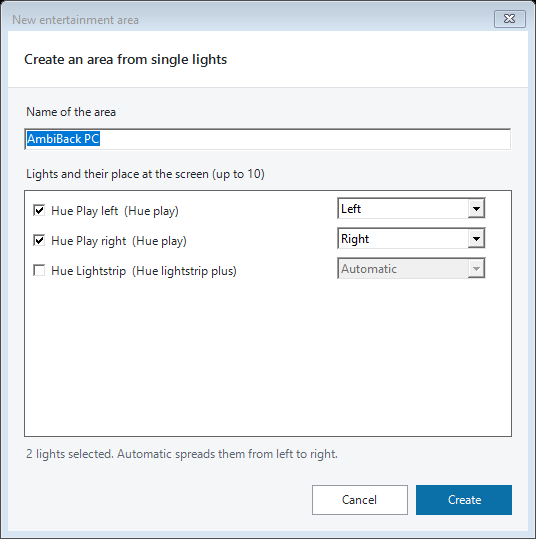 New entertainment area
Create an area from single lights
Name of the area
AmbiBack PC
Lights and their place at the screen (up to 10)
Hue Play left (Hue play) Left
Hue Play right (Hue play) Right
Hue Lightstrip (Hue lightstrip plus) Automatic
2 lights selected. Automatic spreads them from left to right.
Cancel Create